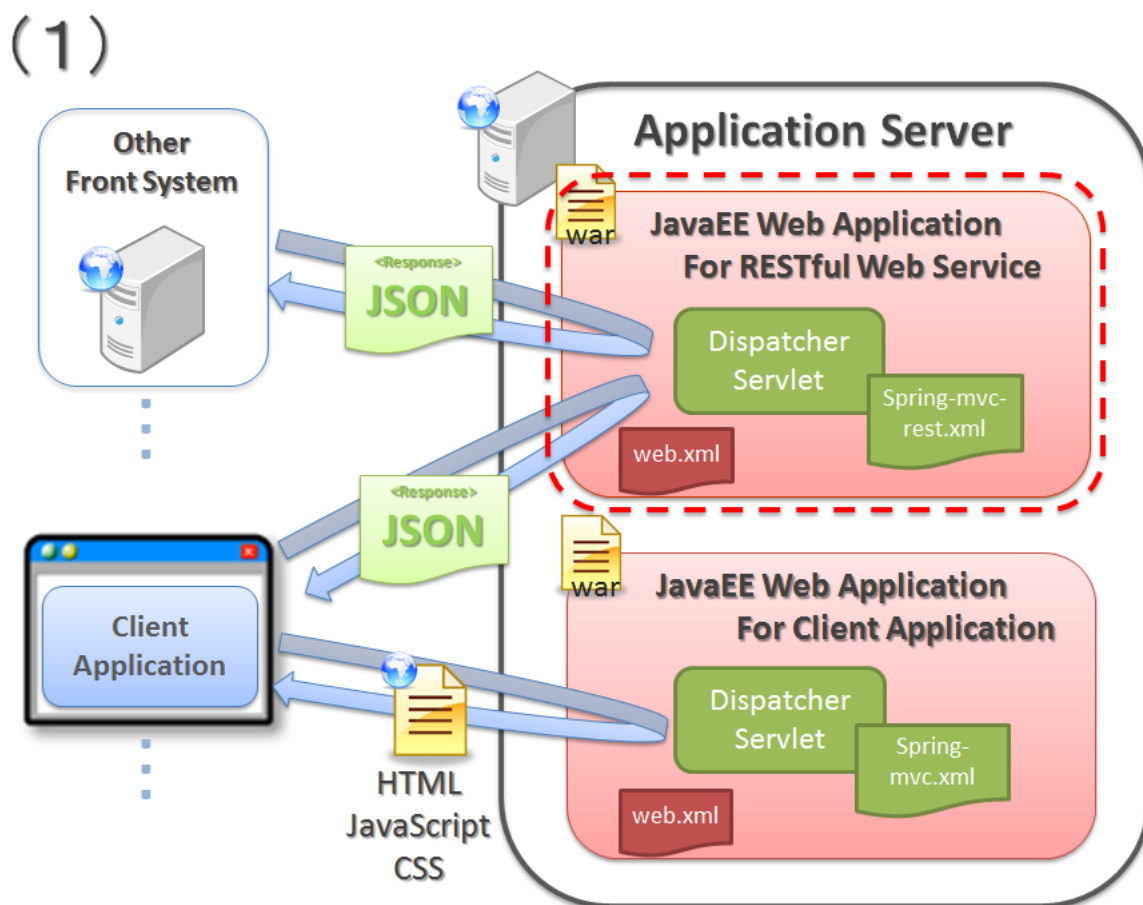 (1)
Other
Front System
Application Server
war
JavaEE Web Application
For RESTful Web Service
<Response>
JSON
Dispatcher
Servlet
Spring-mvc-
rest.xml
web.xml
<Response>
JSON
war
JavaEE Web Application
For Client Application
Client
Application
Dispatcher
Servlet
Spring-
mvc.xml
web.xml
HTML
JavaScript
CSS